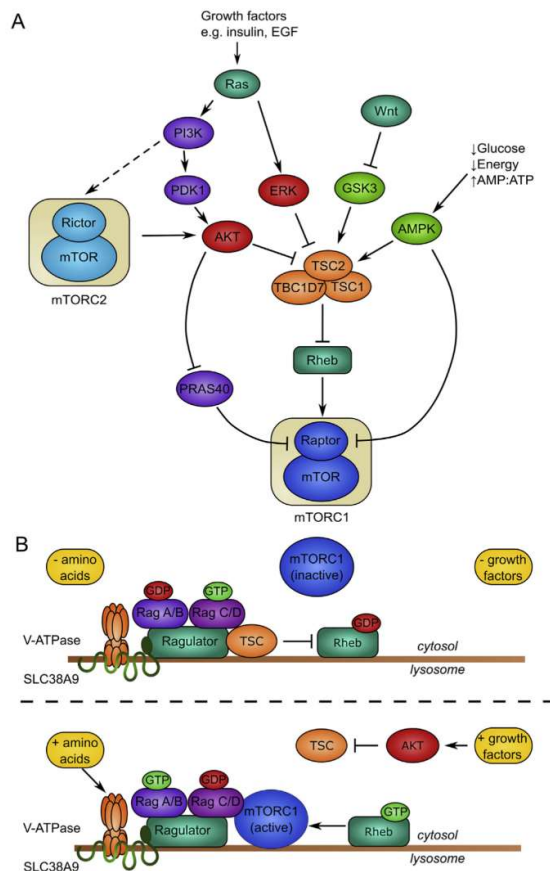 A
Growth factors
e.g. insulin, EGF
Ras
Wnt
PI3K
↓Glucose
↓Energy
↑AMP:ATP
PDK1
ERK
GSK3
Rictor
AKT
AMPK
mTOR
TSC2
TBC1D7
TSC1
mTORC2
Rheb
PRAS40
Raptor
mTOR
mTORC1
B
- amino
acids
mTORC1
(inactive)
- growth
factors
GDP
GTP
Rag A/B
Rag C/D
GDP
V-ATPase
Ragulator
TSC
Rheb
cytosol
SLC38A9
lysosome
+ amino
acids
TSC
AKT
+ growth
factors
GTP
GDP
Rag A/B
Rag C/D
mTORC1
(active)
GTP
V-ATPase
Ragulator
Rheb
cytosol
SLC38A9
lysosome